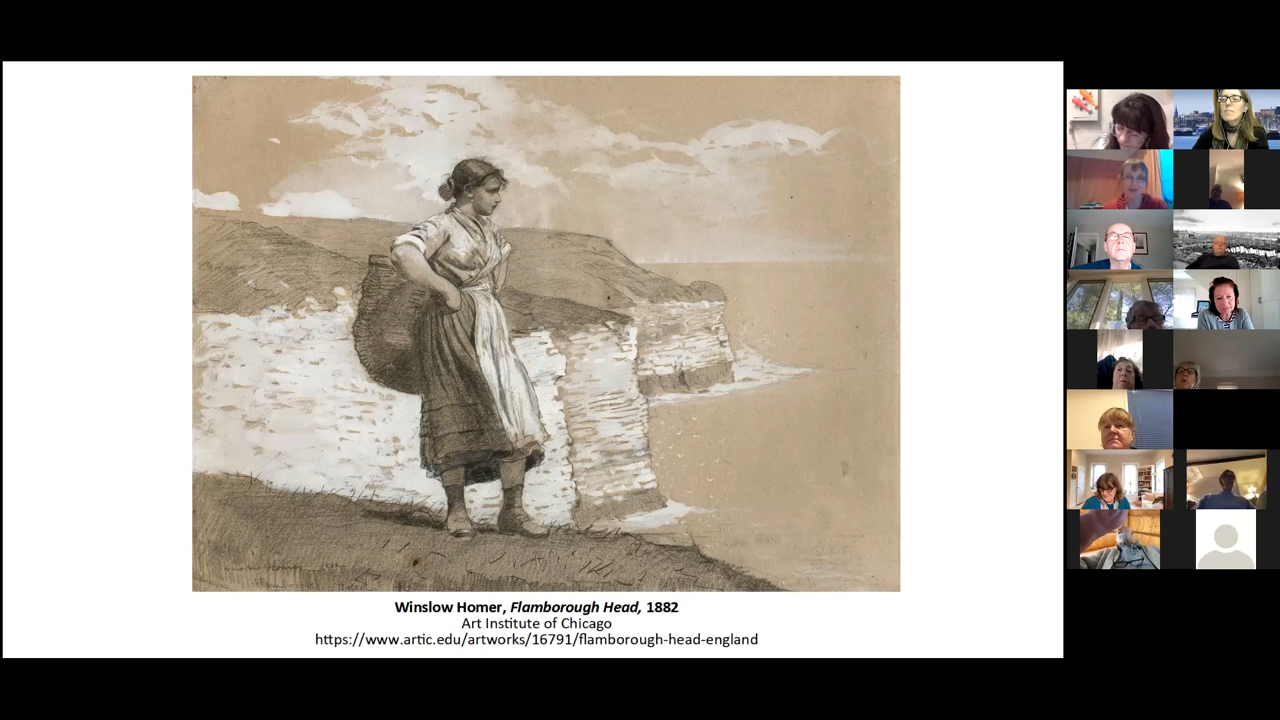 Winslow Homer, Flamborough Head, 1882
Art Institute of Chicago
https://www.artic.edu/artworks/16791/flamborough-head-england